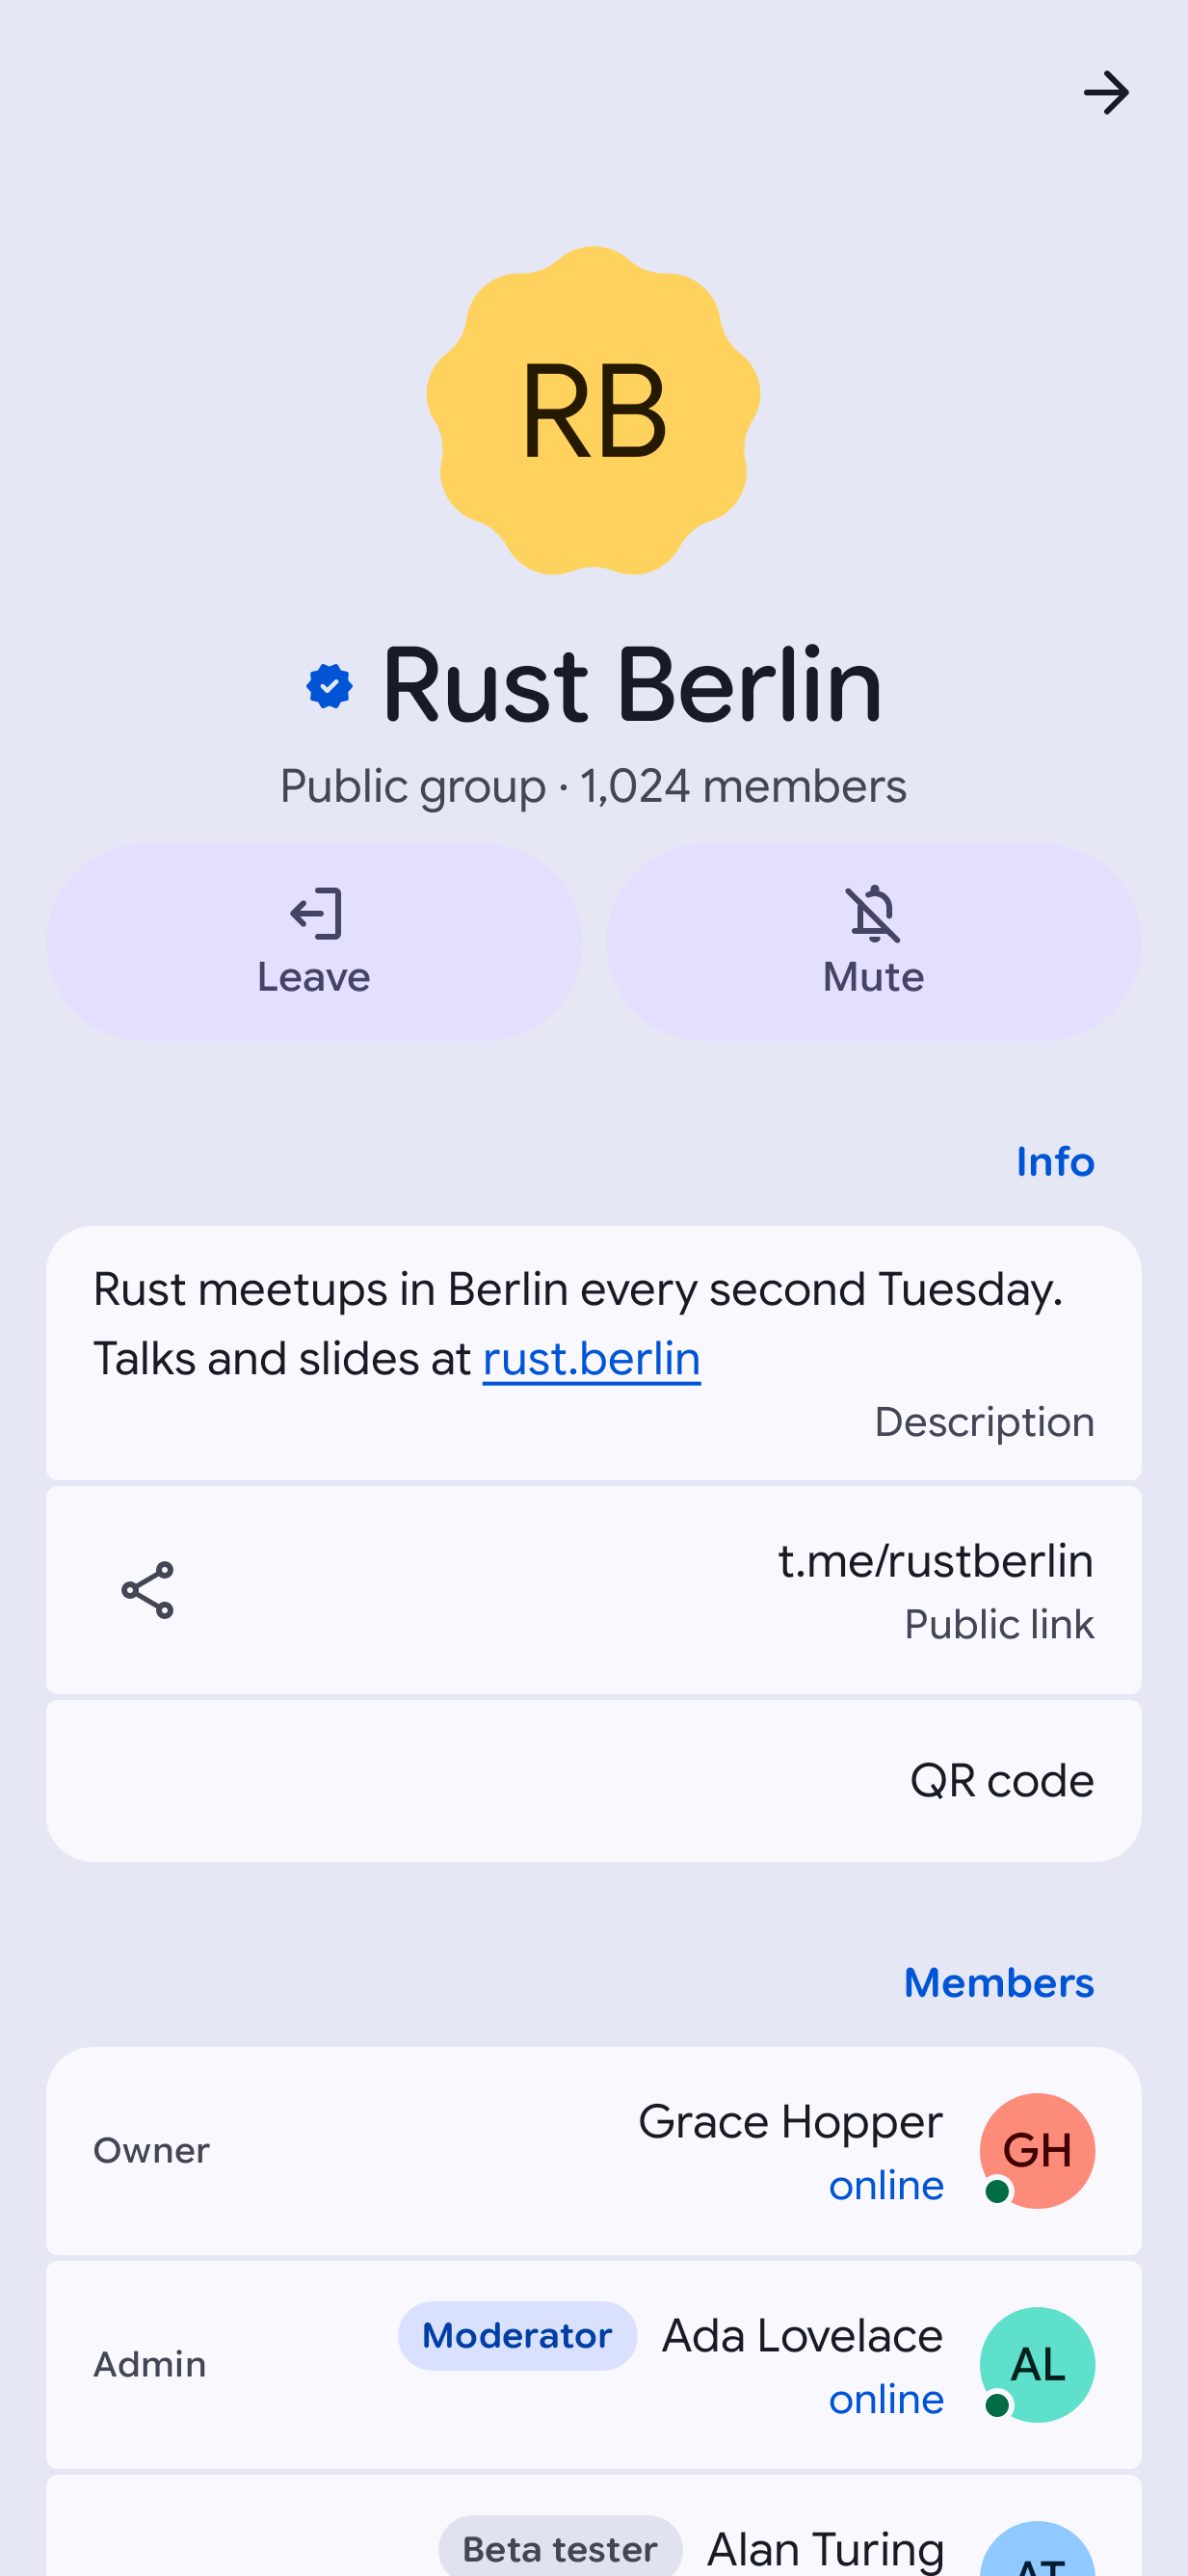 RB
Rust Berlin
Public group · 1,024 members
Leave
Mute
Info
Rust meetups in Berlin every second Tuesday.
Talks and slides at rust.berlin
Description
t.me/rustberlin
Public link
QR code
Members
Grace Hopper
online
Owner
GH
Ada Lovelace
Moderator
online
Admin
AL
Alan Turing
Beta tester
AT